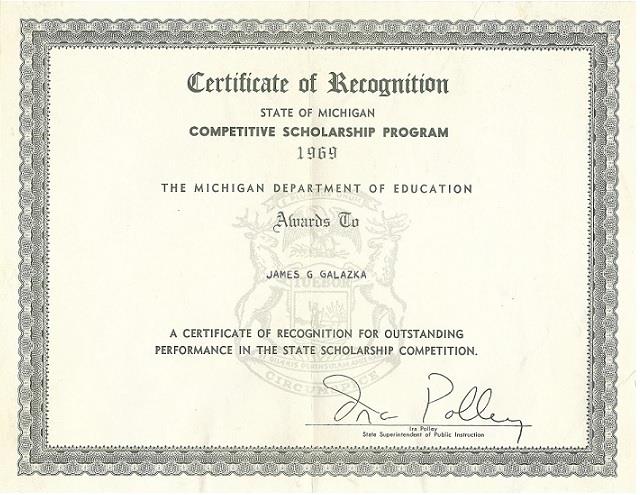 Certificate of Recognition
STATE OF MICHIGAN
COMPETITIVE SCHOLARSHIP PROGRAM
1969
THE MICHIGAN DEPARTMENT OF EDUCATION
Awards To
TUEBOR
JAMES G GALAZKA
A CERTIFICATE OF RECOGNITION FOR OUTSTANDING
PERFORMANCE IN THE STATE SCHOLARSHIP COMPETITION.
CIRCUMSPICE
Ira Polley
Ira Polley
State Superintendent of Public Instruction